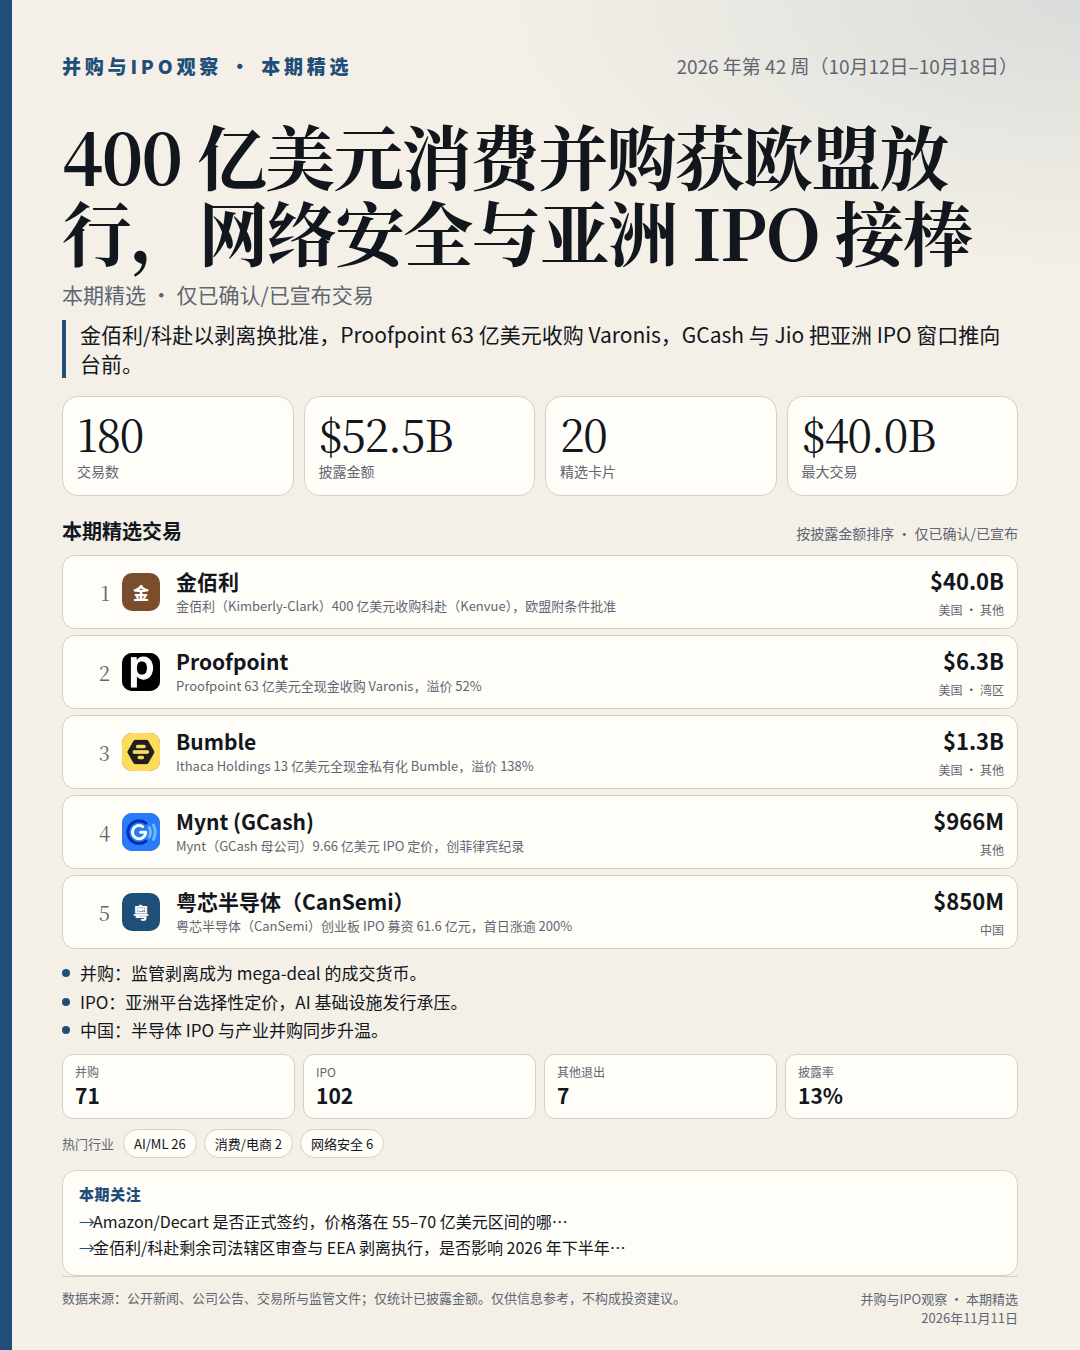 并购与IPO观察 · 本期精选
2026 年第 42 周（10月12日–10月18日）
400 亿美元消费并购获欧盟放
行，网络安全与亚洲 IPO 接棒
本期精选 · 仅已确认/已宣布交易
金佰利/科赴以剥离换批准，Proofpoint 63 亿美元收购 Varonis，GCash 与 Jio 把亚洲 IPO 窗口推向
台前。
180
交易数
$52.5B
披露金额
20
精选卡片
$40.0B
最大交易
本期精选交易
按披露金额排序 · 仅已确认/已宣布
1
金
金佰利
金佰利（Kimberly-Clark）400 亿美元收购科赴（Kenvue），欧盟附条件批准
$40.0B
美国 · 其他
2
p
Proofpoint
Proofpoint 63 亿美元全现金收购 Varonis，溢价 52%
$6.3B
美国 · 湾区
3
Bumble
Ithaca Holdings 13 亿美元全现金私有化 Bumble，溢价 138%
$1.3B
美国 · 其他
4
G
Mynt (GCash)
Mynt（GCash 母公司）9.66 亿美元 IPO 定价，创菲律宾纪录
$966M
其他
5
粤
粤芯半导体（CanSemi）
粤芯半导体（CanSemi）创业板 IPO 募资 61.6 亿元，首日涨逾 200%
$850M
中国
并购：监管剥离成为 mega-deal 的成交货币。
IPO：亚洲平台选择性定价，AI 基础设施发行承压。
中国：半导体 IPO 与产业并购同步升温。
并购
71
IPO
102
其他退出
7
披露率
13%
热门行业
AI/ML 26
消费/电商 2
网络安全 6
本期关注
→Amazon/Decart 是否正式签约，价格落在 55–70 亿美元区间的哪…
→金佰利/科赴剩余司法辖区审查与 EEA 剥离执行，是否影响 2026 年下半年…
数据来源：公开新闻、公司公告、交易所与监管文件；仅统计已披露金额。仅供信息参考，不构成投资建议。
并购与IPO观察 · 本期精选
2026年11月11日